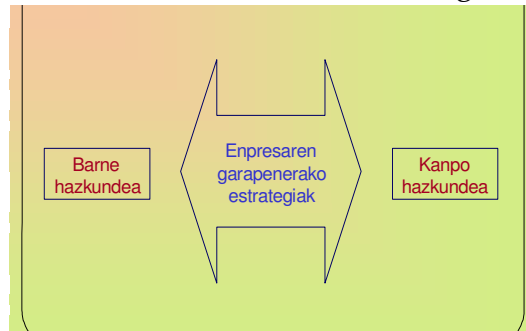 Barne
hazkundea
Enpresaren
garapenerako
estrategiak
Kanpo
hazkundea